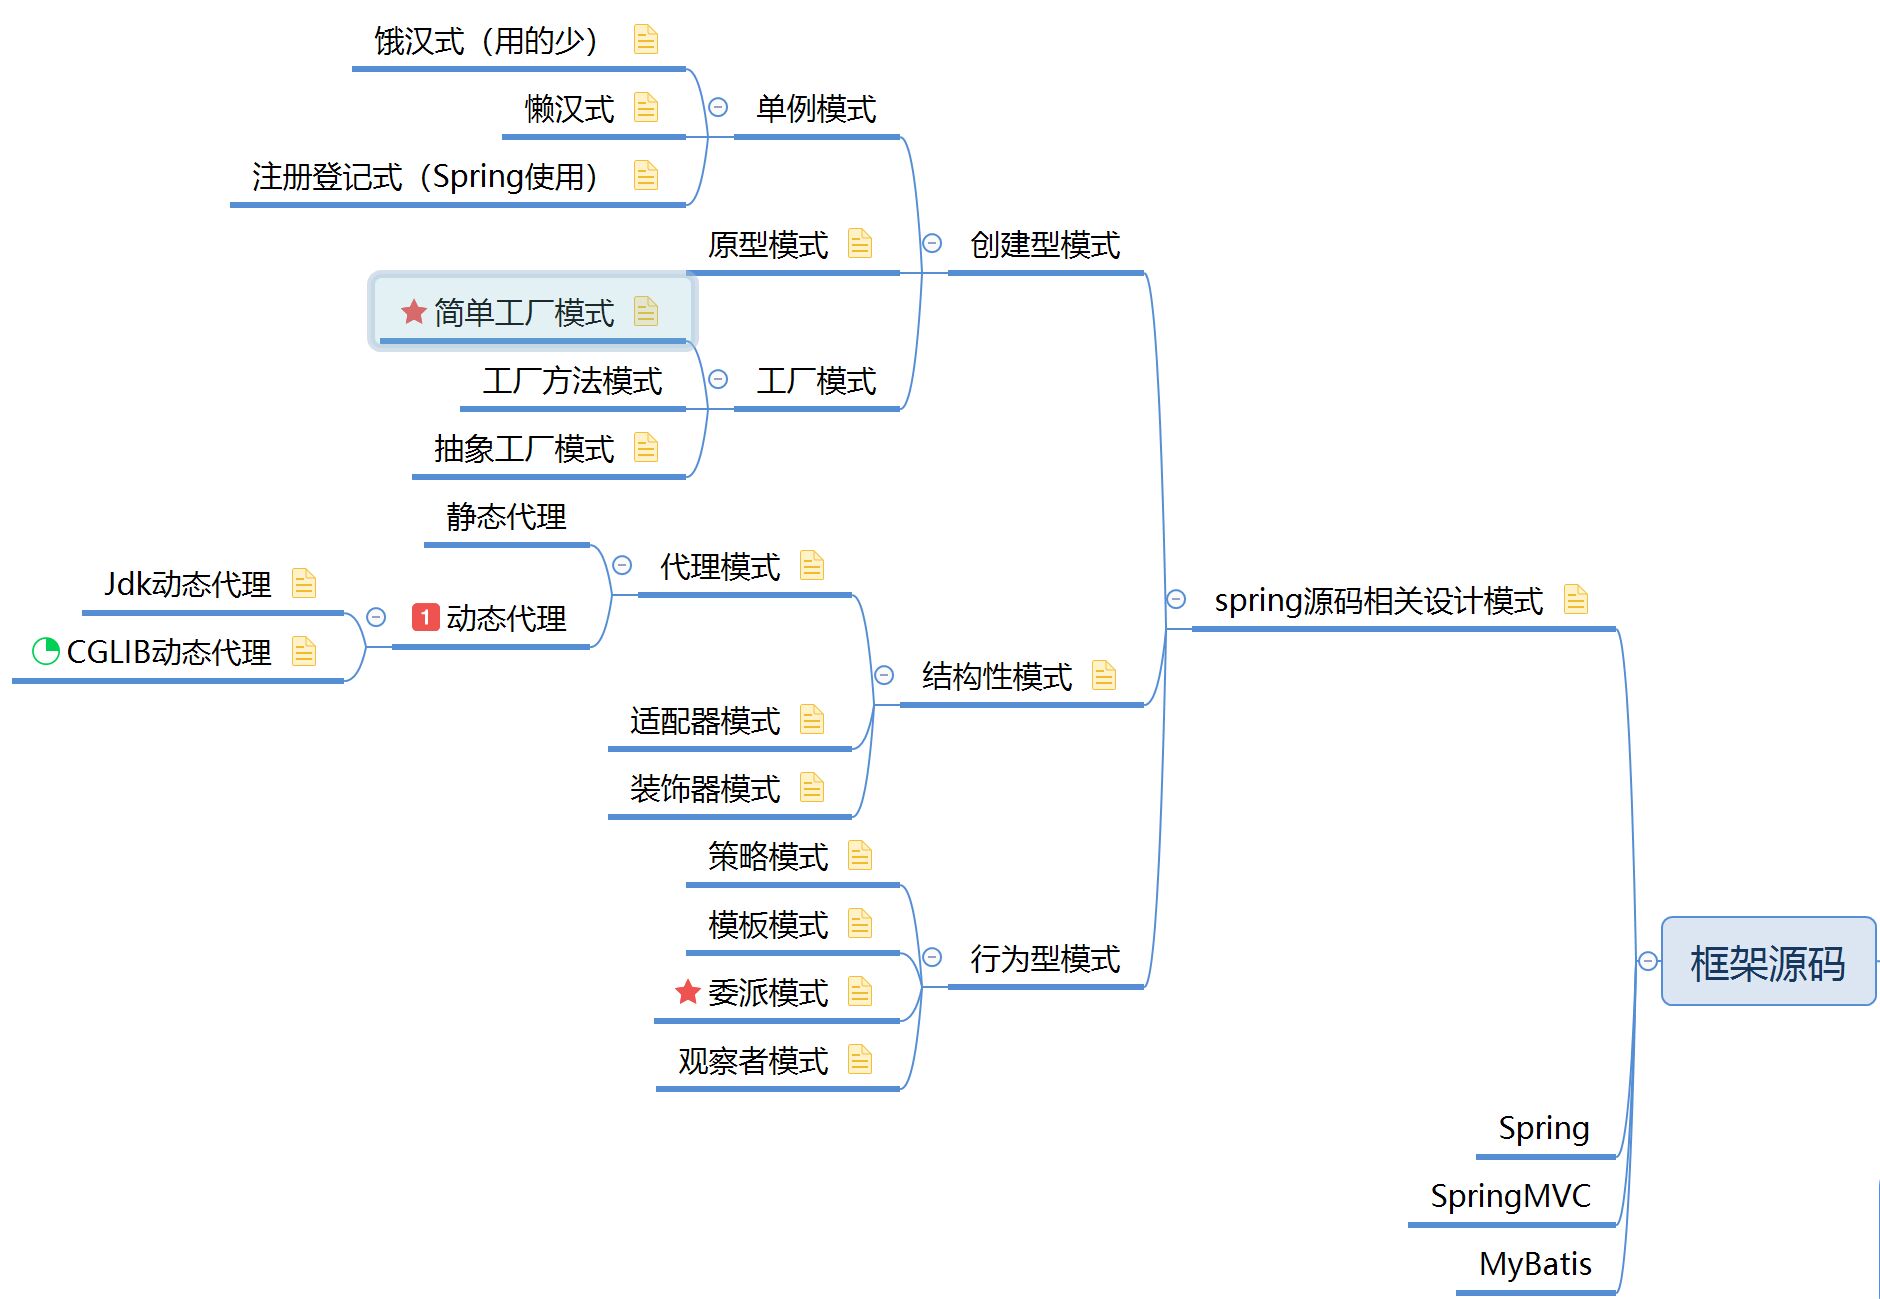 饿汉式（用的少）
懒汉式
单例模式
注册登记式（Spring使用）
原型模式
创建型模式
简单工厂模式
工厂方法模式
工厂模式
抽象工厂模式
静态代理
代理模式
Jdk动态代理
1 动态代理
spring源码相关设计模式
CGLIB动态代理
结构性模式
适配器模式
装饰器模式
策略模式
模板模式
行为型模式
框架源码
委派模式
观察者模式
Spring
SpringMVC
MyBatis